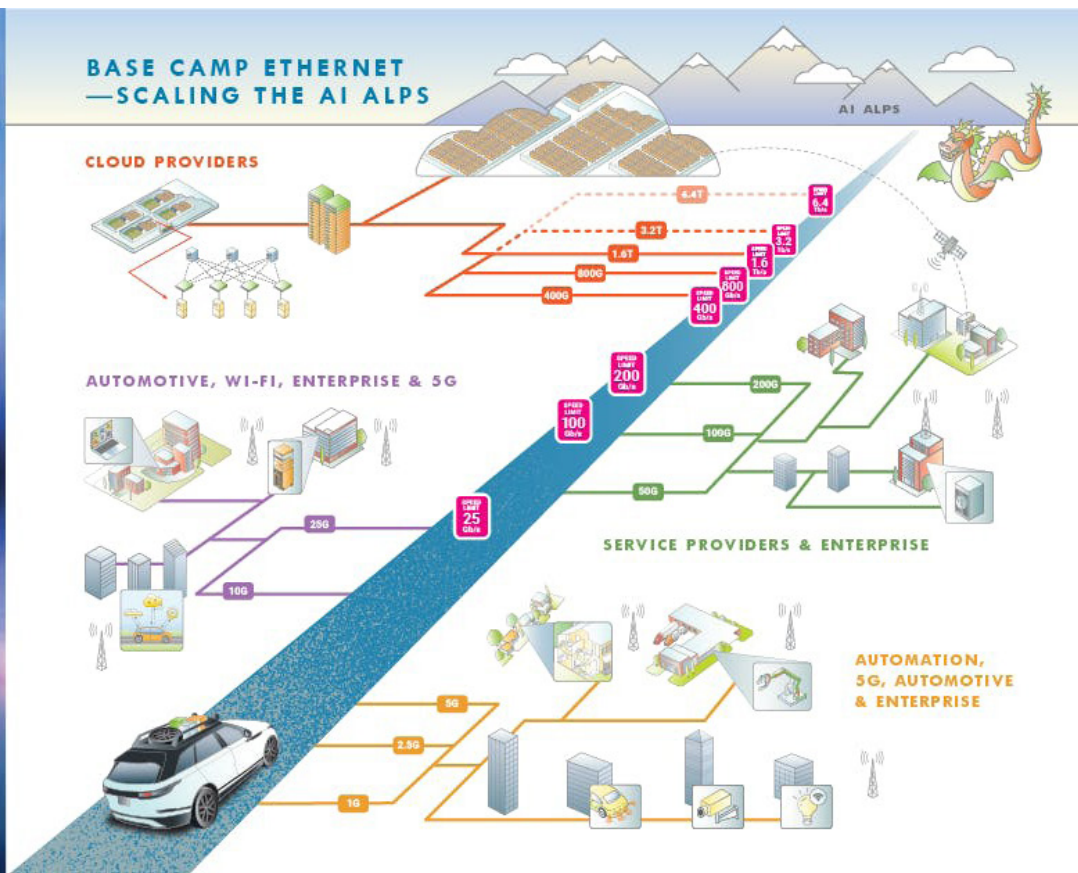 BASE CAMP ETHERNET
—SCALING THE AI ALPS
AI ALPS
CLOUD PROVIDERS
6.4T
SPEED
LIMIT
6.4
Tb/s
3.2T
SPEED
LIMIT
3.2
Tb/s
1.6T
SPEED
LIMIT
1.6
Tb/s
800G
SPEED
LIMIT
800
Gb/s
400G
SPEED
LIMIT
400
Gb/s
AUTOMOTIVE, WI-FI, ENTERPRISE & 5G
SPEED
LIMIT
200
Gb/s
200G
SPEED
LIMIT
100
Gb/s
100G
50G
25G
SPEED
LIMIT
25
Gb/s
SERVICE PROVIDERS & ENTERPRISE
10G
AUTOMATION,
5G, AUTOMOTIVE
& ENTERPRISE
5G
2.5G
1G